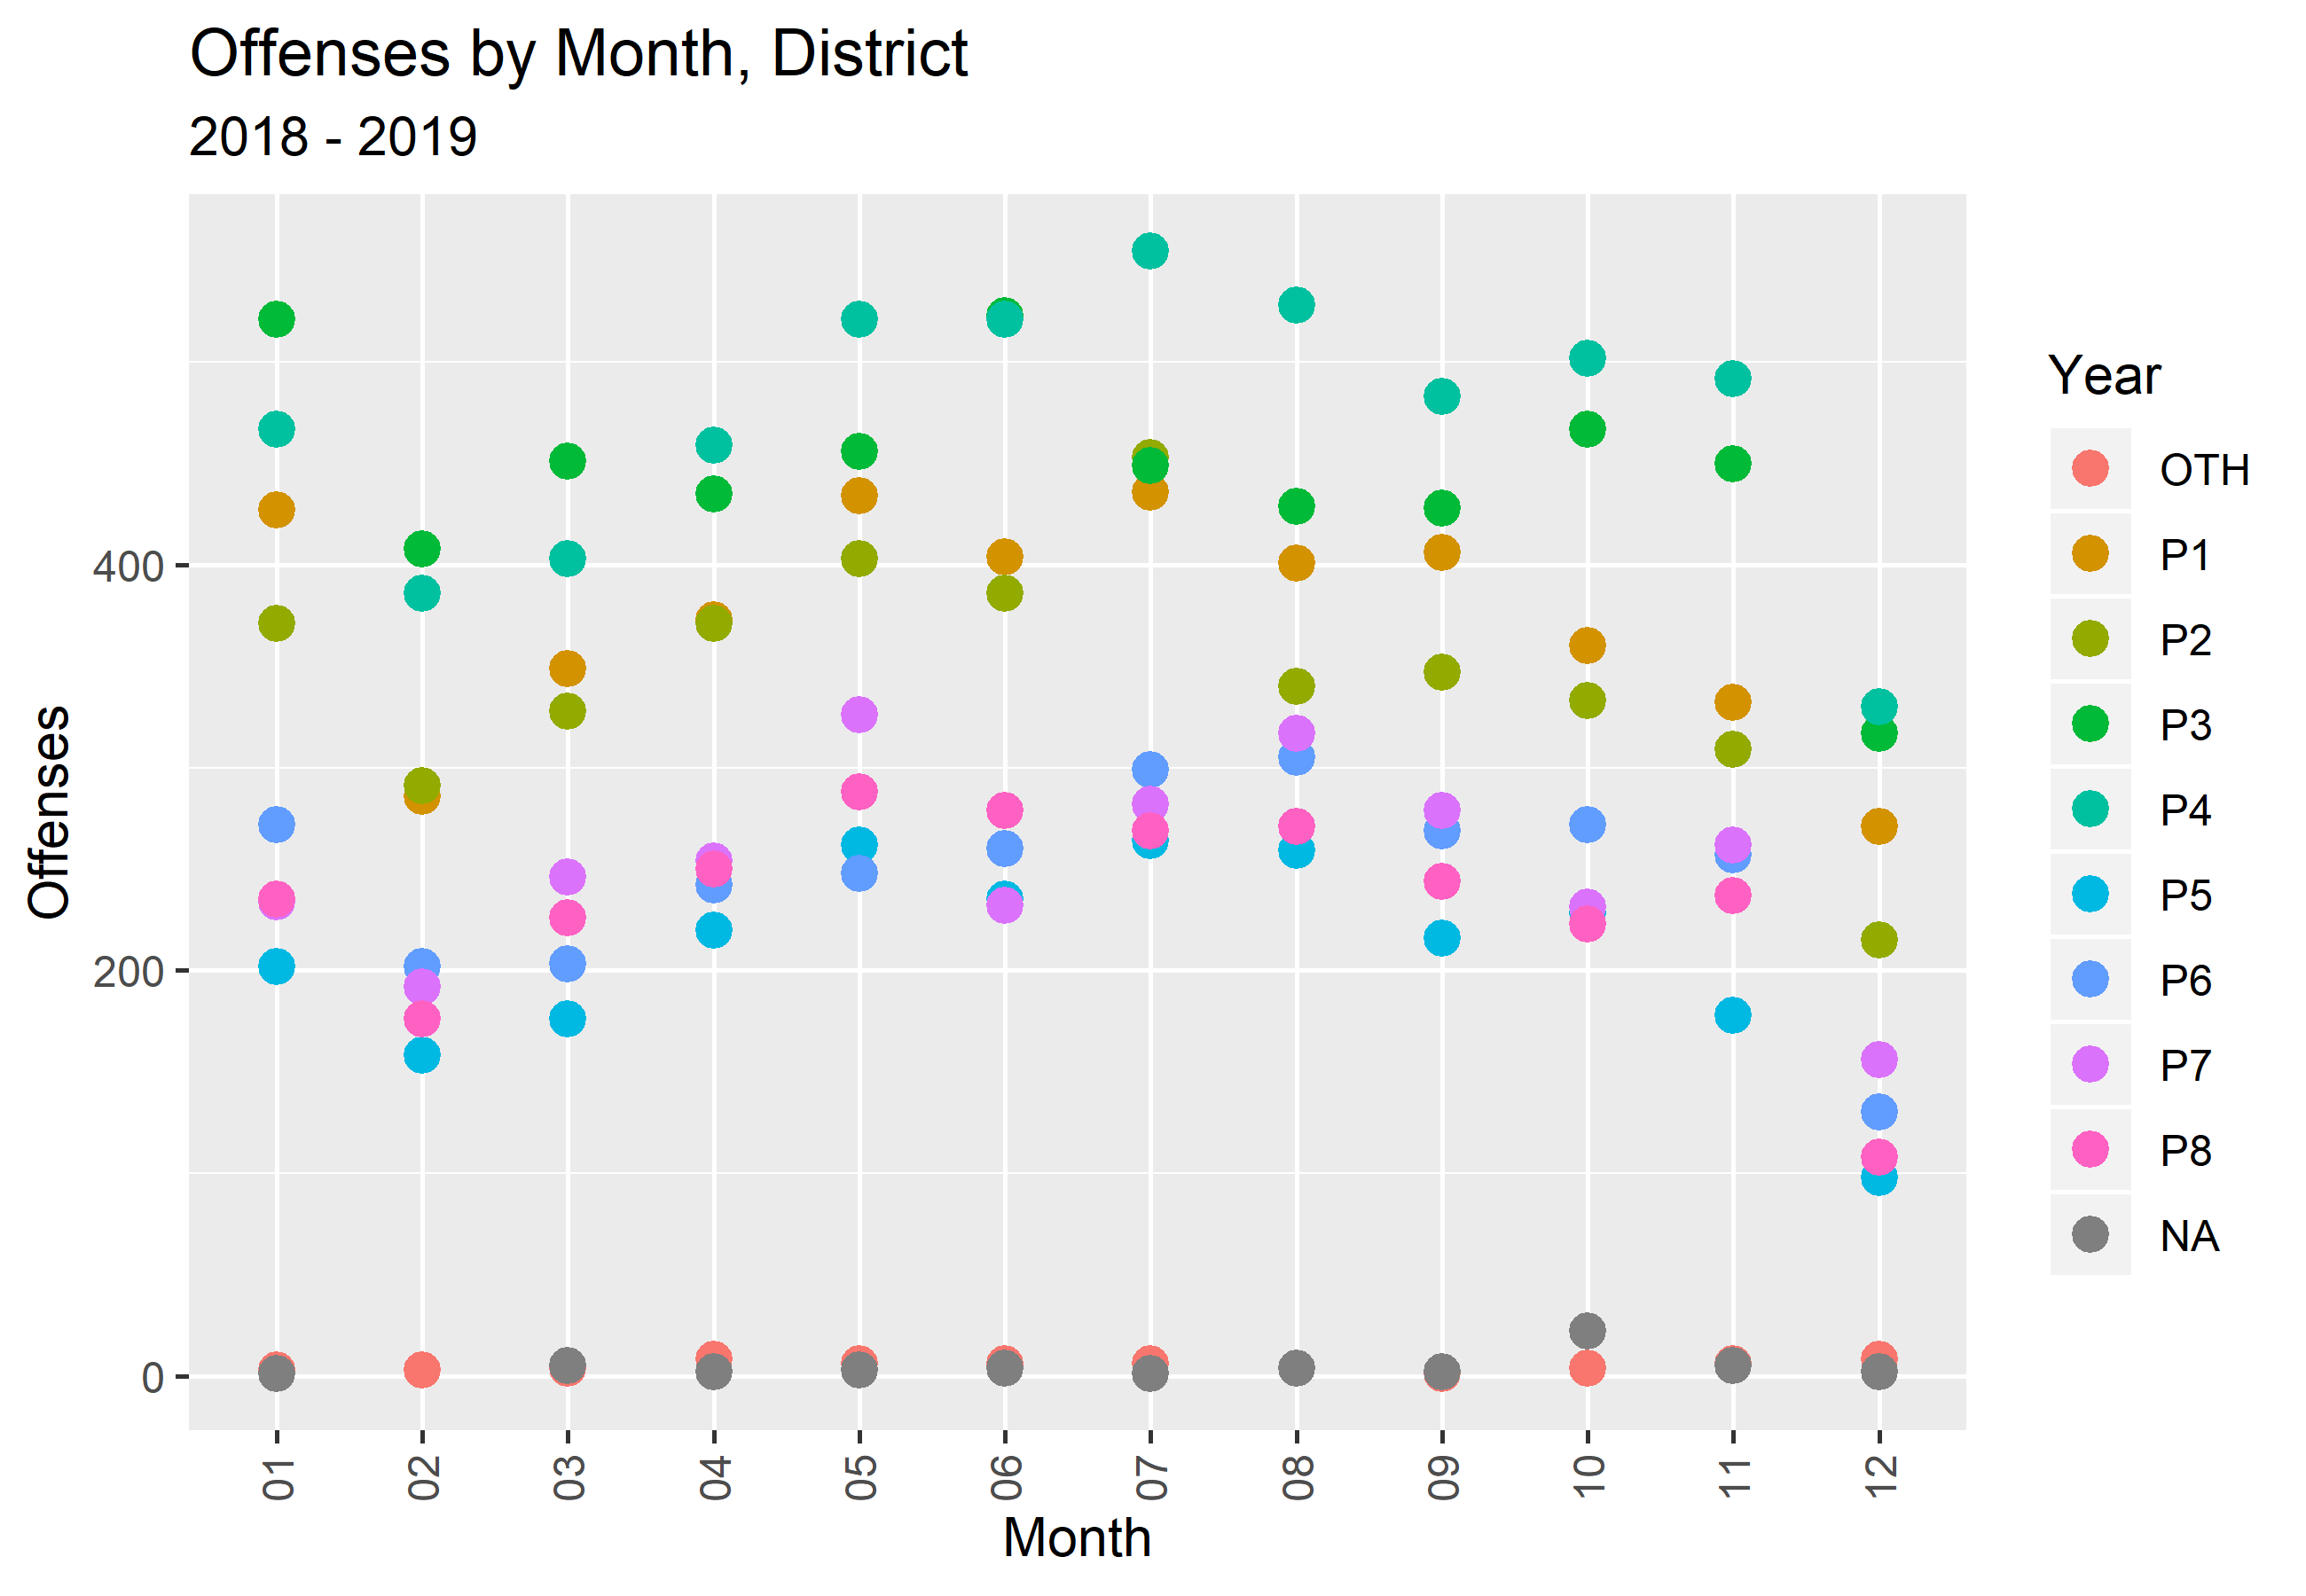 Offenses by Month, District
2018 - 2019
Offenses
400
200
0
01
02
03
04
05
06
07
08
09
10
11
12
Month
Year
OTH
P1
P2
P3
P4
P5
P6
P7
P8
NA